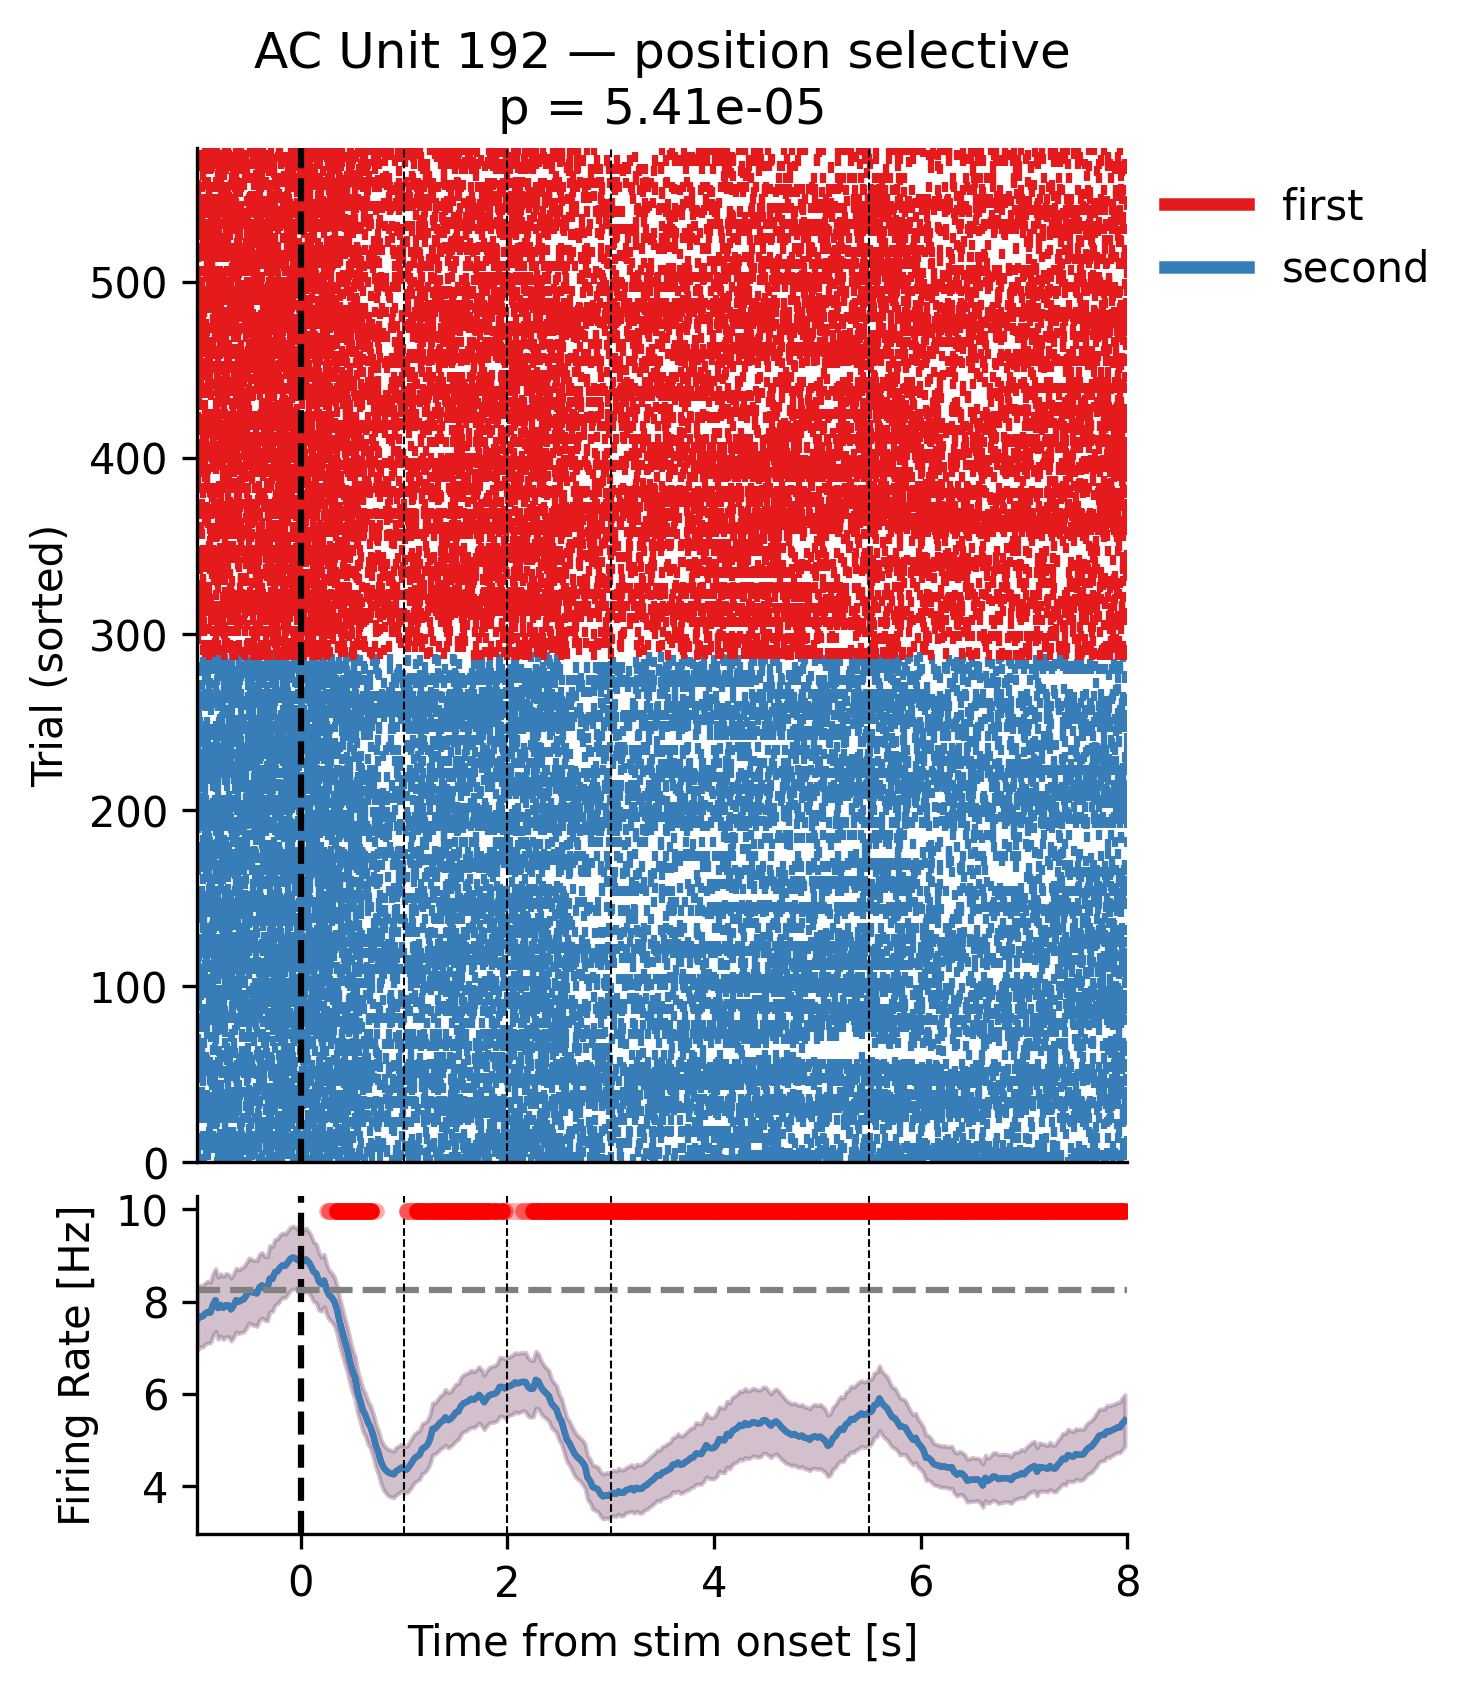 AC Unit 192 — position selective
p = 5.41e-05
first
second
Trial (sorted)
500
400
300
200
100
0
Firing Rate [Hz]
10
8
6
4
0 2 4 6 8
Time from stim onset [s]